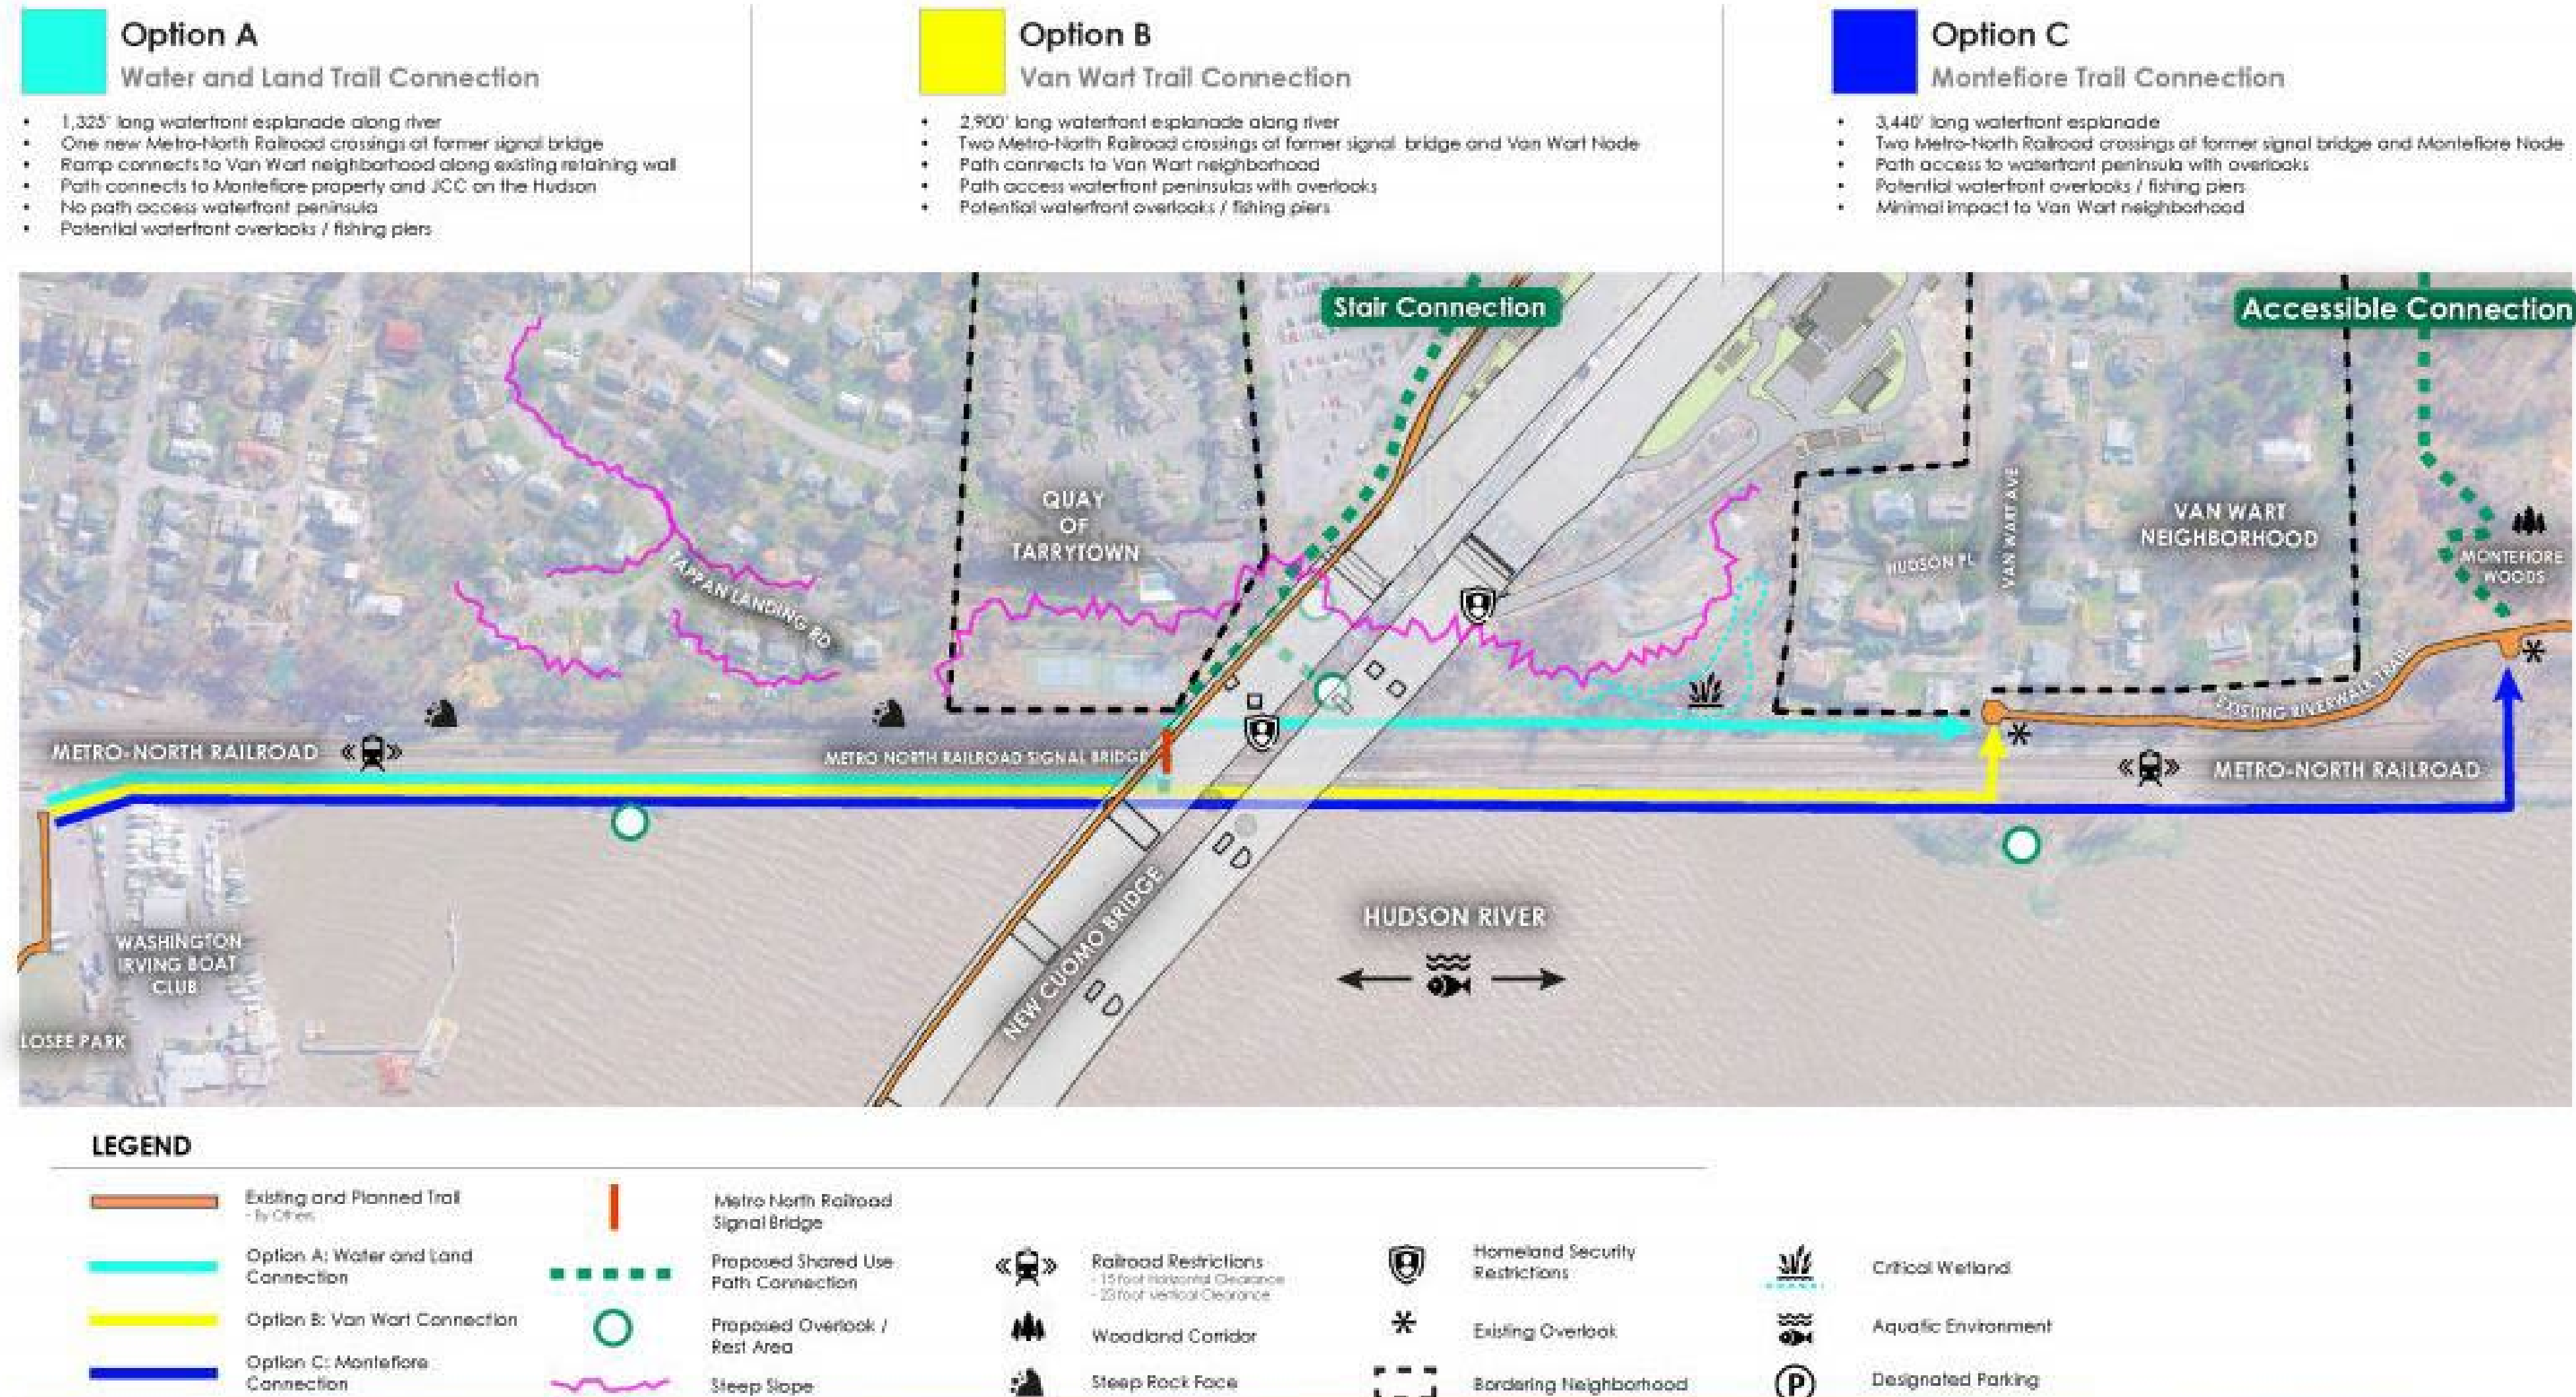 Option A
Water and Land Trail Connection
• 1,325' long waterfront esplanade along river
• One new Metro-North Railroad crossings at former signal bridge
• Ramp connects to Van Wart neighborhood along existing retaining wall
• Path connects to Montefiore property and JCC on the Hudson
• No path access waterfront peninsula
• Potential waterfront overlooks / fishing piers
Option B
Van Wart Trail Connection
• 2,900' long waterfront esplanade along river
• Two Metro-North Railroad crossings at former signal bridge and Van Wart Node
• Path connects to Van Wart neighborhood
• Path access waterfront peninsulas with overlooks
• Potential waterfront overlooks / fishing piers
Option C
Montefiore Trail Connection
• 3,440' long waterfront esplanade
• Two Metro-North Railroad crossings at former signal bridge and Montefiore Node
• Path access to waterfront peninsula with overlooks
• Potential waterfront overlooks / fishing piers
• Minimal impact to Van Wart neighborhood
Stair Connection
Accessible Connection
QUAY
OF
TARRYTOWN
TAPPAN LANDING RD
HUDSON PL
VAN WART AVE
VAN WART
NEIGHBORHOOD
MONTEFIORE
WOODS
EXISTING RIVERWALK TRAIL
METRO-NORTH RAILROAD
METRO NORTH RAILROAD SIGNAL BRIDGE
METRO-NORTH RAILROAD
WASHINGTON
IRVING BOAT
CLUB
LOSEE PARK
NEW CUOMO BRIDGE
HUDSON RIVER
LEGEND
Existing and Planned Trail
- By Others
Option A: Water and Land
Connection
Option B: Van Wart Connection
Option C: Montefiore
Connection
Metro North Railroad
Signal Bridge
Proposed Shared Use
Path Connection
Proposed Overlook /
Rest Area
Steep Slope
Railroad Restrictions
- 15 foot Horizontal Clearance
- 23 foot Vertical Clearance
Woodland Corridor
Steep Rock Face
Homeland Security
Restrictions
Existing Overlook
Bordering Neighborhood
Critical Wetland
Aquatic Environment
P
Designated Parking